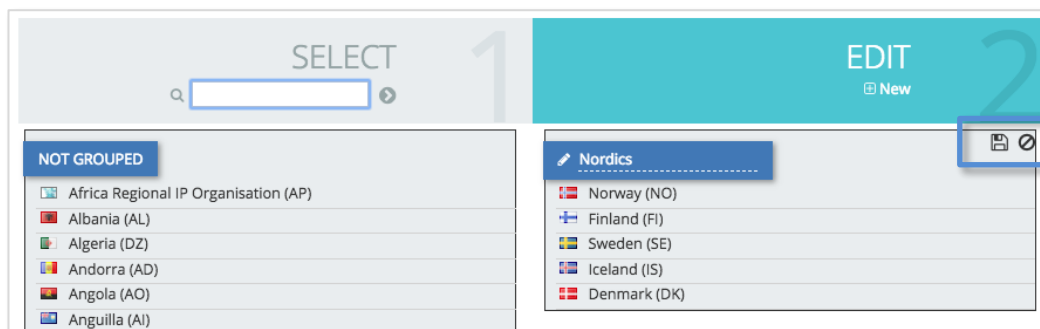 SELECT
1
EDIT
New
2
NOT GROUPED
Africa Regional IP Organisation (AP)
Albania (AL)
Algeria (DZ)
Andorra (AD)
Angola (AO)
Anguilla (AI)
Nordics
Norway (NO)
Finland (FI)
Sweden (SE)
Iceland (IS)
Denmark (DK)